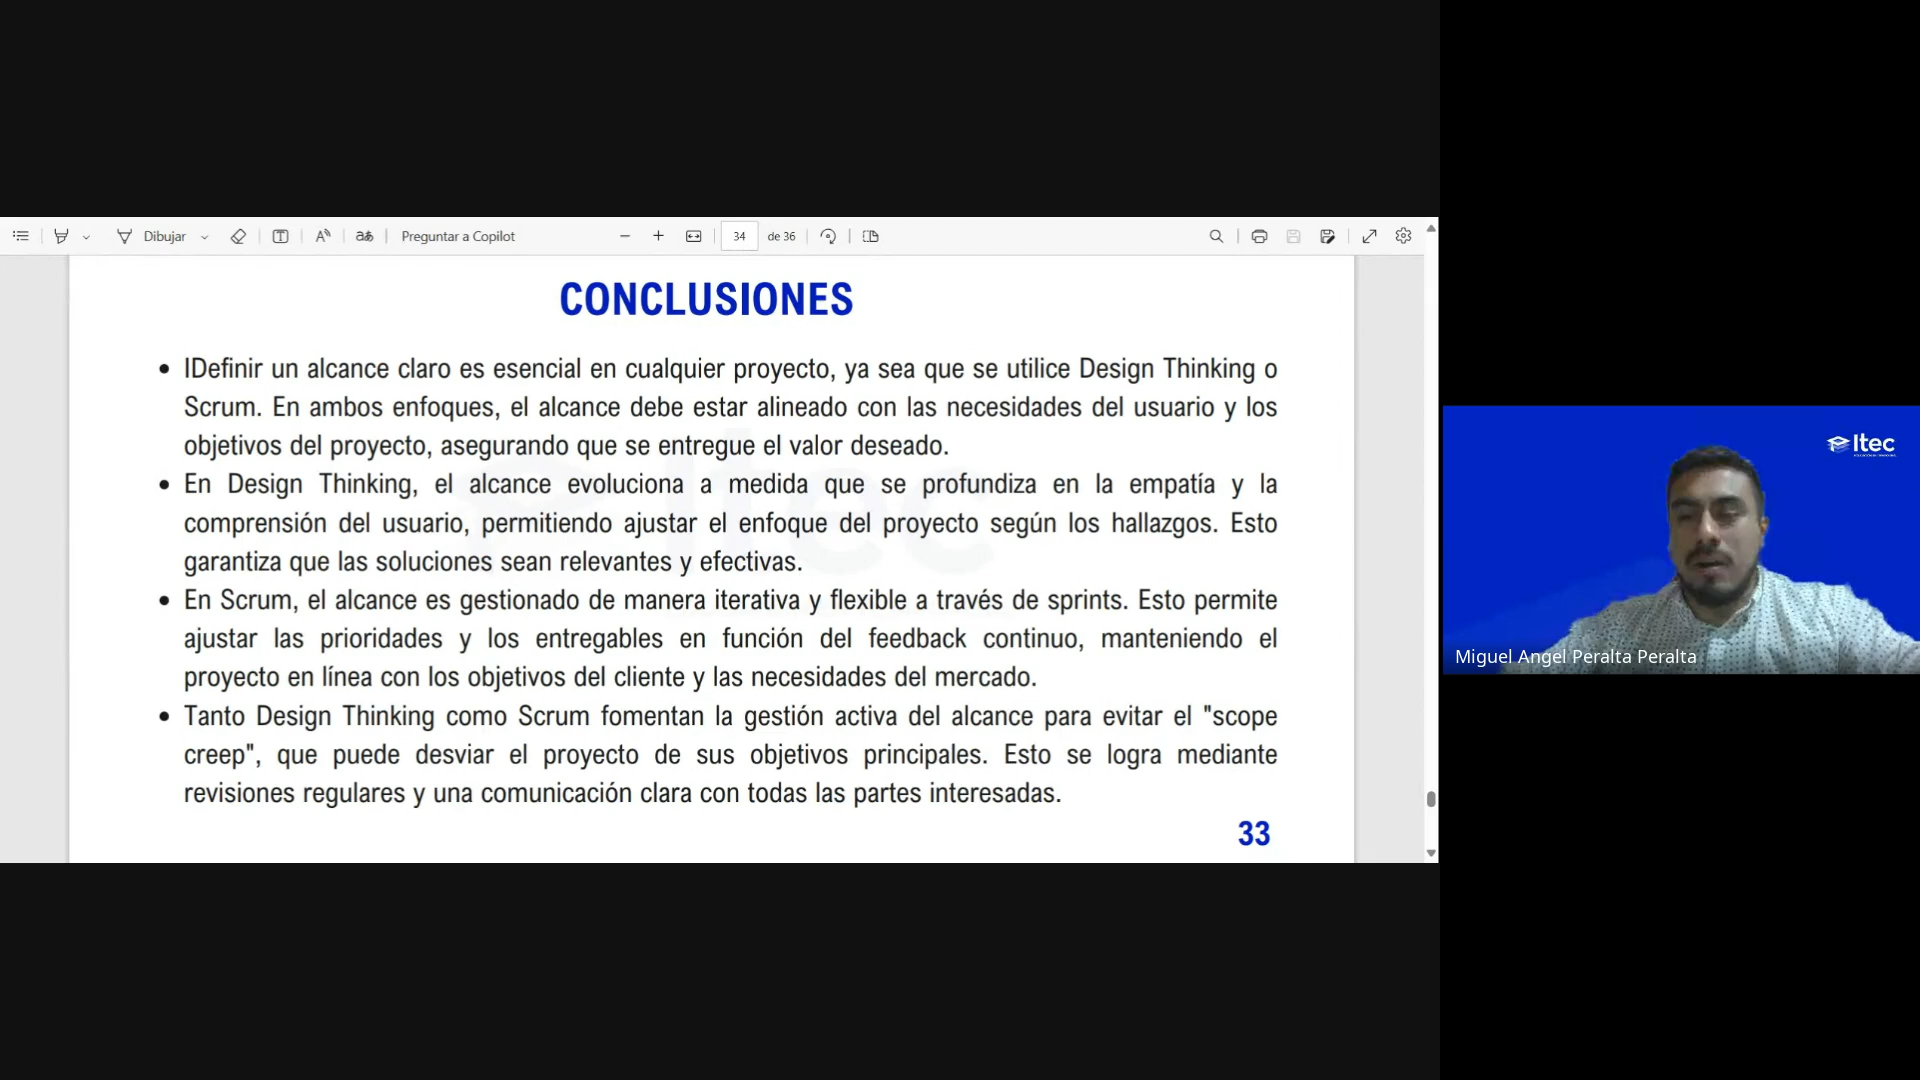 Dibujar
Preguntar a Copilot
34 de 36
CONCLUSIONES
• IDefinir un alcance claro es esencial en cualquier proyecto, ya sea que se utilice Design Thinking o
Scrum. En ambos enfoques, el alcance debe estar alineado con las necesidades del usuario y los
objetivos del proyecto, asegurando que se entregue el valor deseado.
• En Design Thinking, el alcance evoluciona a medida que se profundiza en la empatía y la
comprensión del usuario, permitiendo ajustar el enfoque del proyecto según los hallazgos. Esto
garantiza que las soluciones sean relevantes y efectivas.
• En Scrum, el alcance es gestionado de manera iterativa y flexible a través de sprints. Esto permite
ajustar las prioridades y los entregables en función del feedback continuo, manteniendo el
proyecto en línea con los objetivos del cliente y las necesidades del mercado.
• Tanto Design Thinking como Scrum fomentan la gestión activa del alcance para evitar el "scope
creep", que puede desviar el proyecto de sus objetivos principales. Esto se logra mediante
revisiones regulares y una comunicación clara con todas las partes interesadas.
33
Itec
Itec
Miguel Angel Peralta Peralta